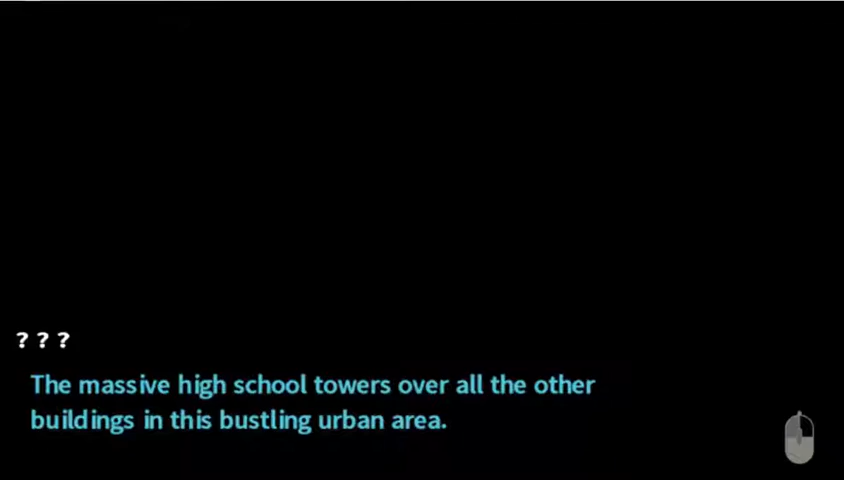 ? ? ?
The massive high school towers over all the other
buildings in this bustling urban area.